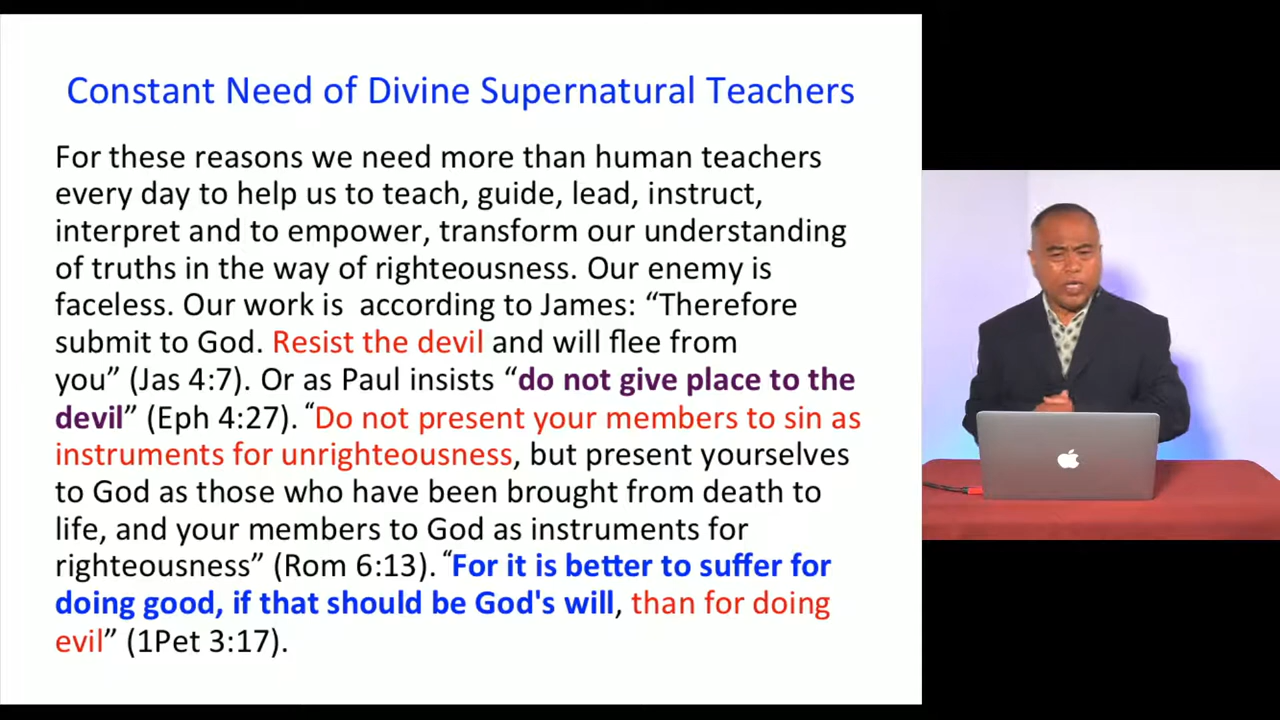 Constant Need of Divine Supernatural Teachers
For these reasons we need more than human teachers
every day to help us to teach, guide, lead, instruct,
interpret and to empower, transform our understanding
of truths in the way of righteousness. Our enemy is
faceless. Our work is  according to James: “Therefore
submit to God. Resist the devil and will flee from
you” (Jas 4:7). Or as Paul insists “do not give place to the
devil” (Eph 4:27). “Do not present your members to sin as
instruments for unrighteousness, but present yourselves
to God as those who have been brought from death to
life, and your members to God as instruments for
righteousness” (Rom 6:13). “For it is better to suffer for
doing good, if that should be God's will, than for doing
evil” (1Pet 3:17).